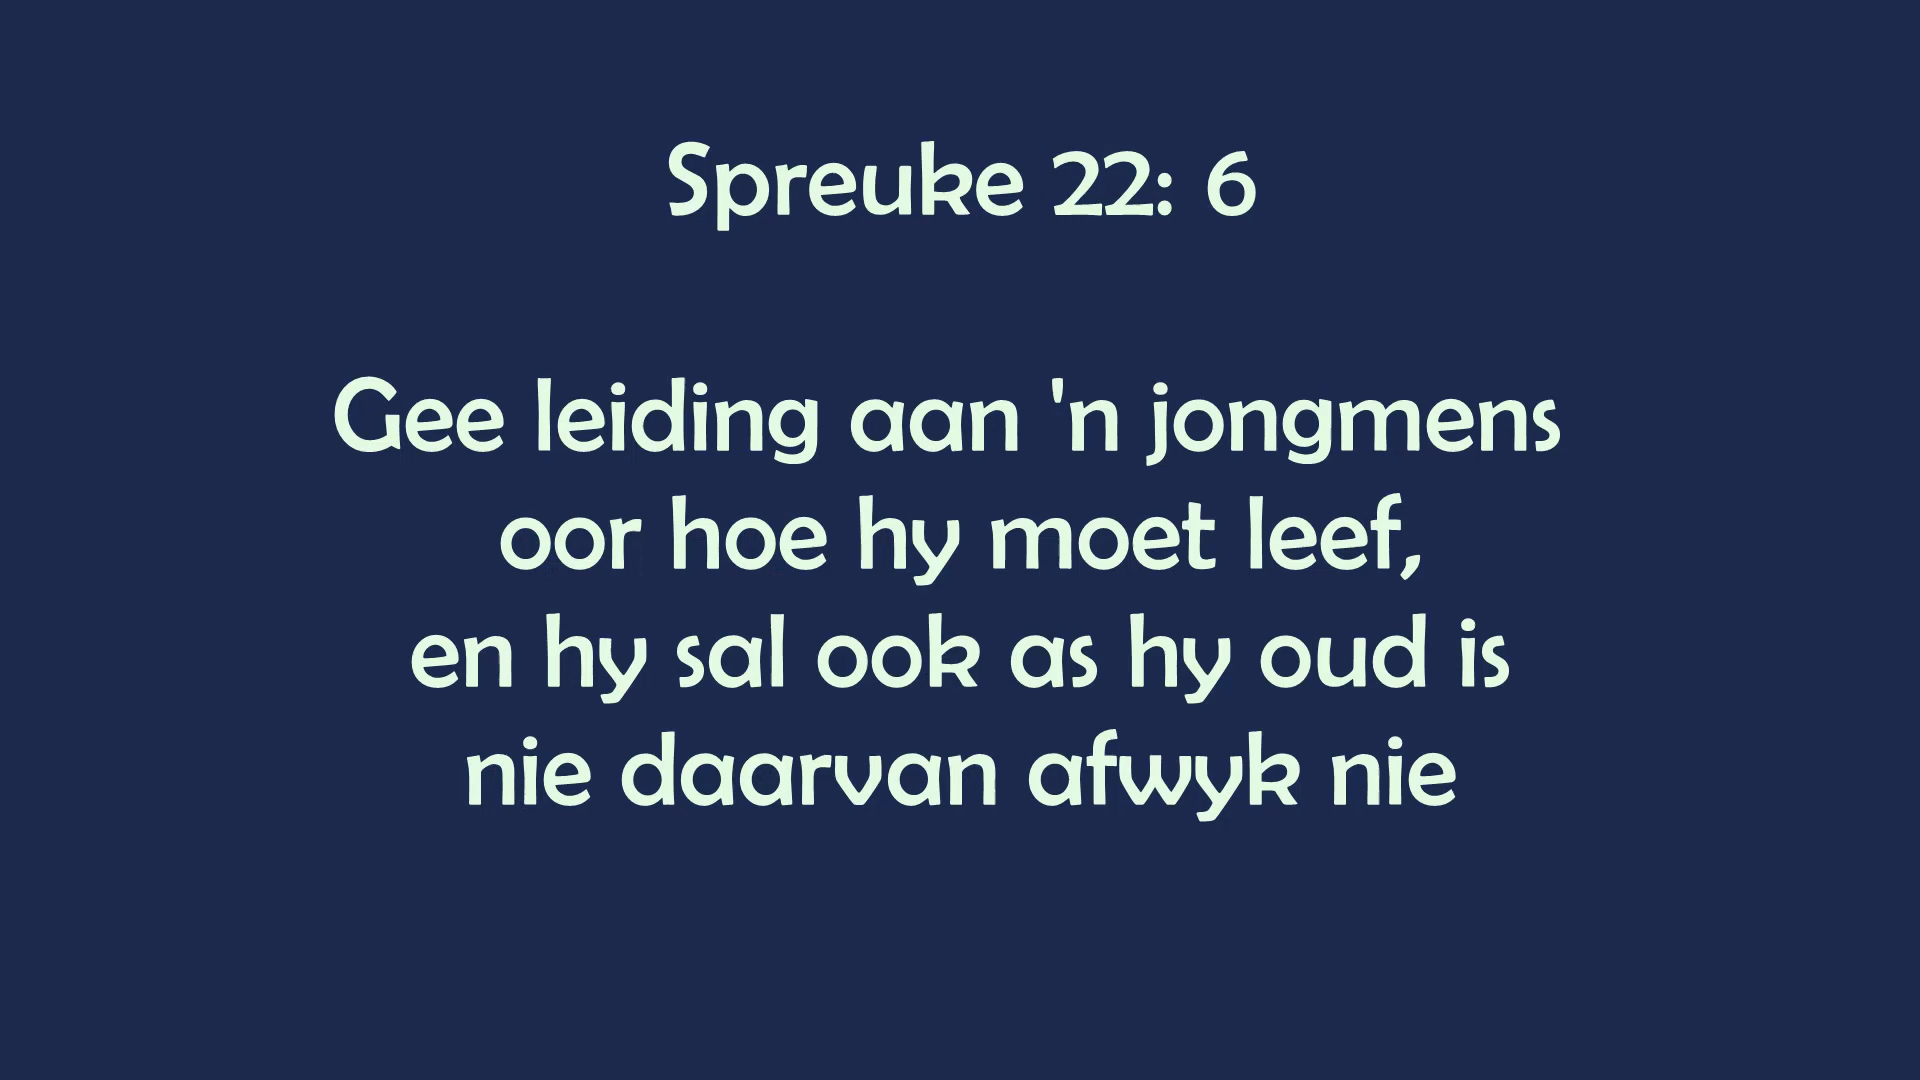 Spreuke 22: 6
Gee leiding aan 'n jongmens
oor hoe hy moet leef,
en hy sal ook as hy oud is
nie daarvan afwyk nie